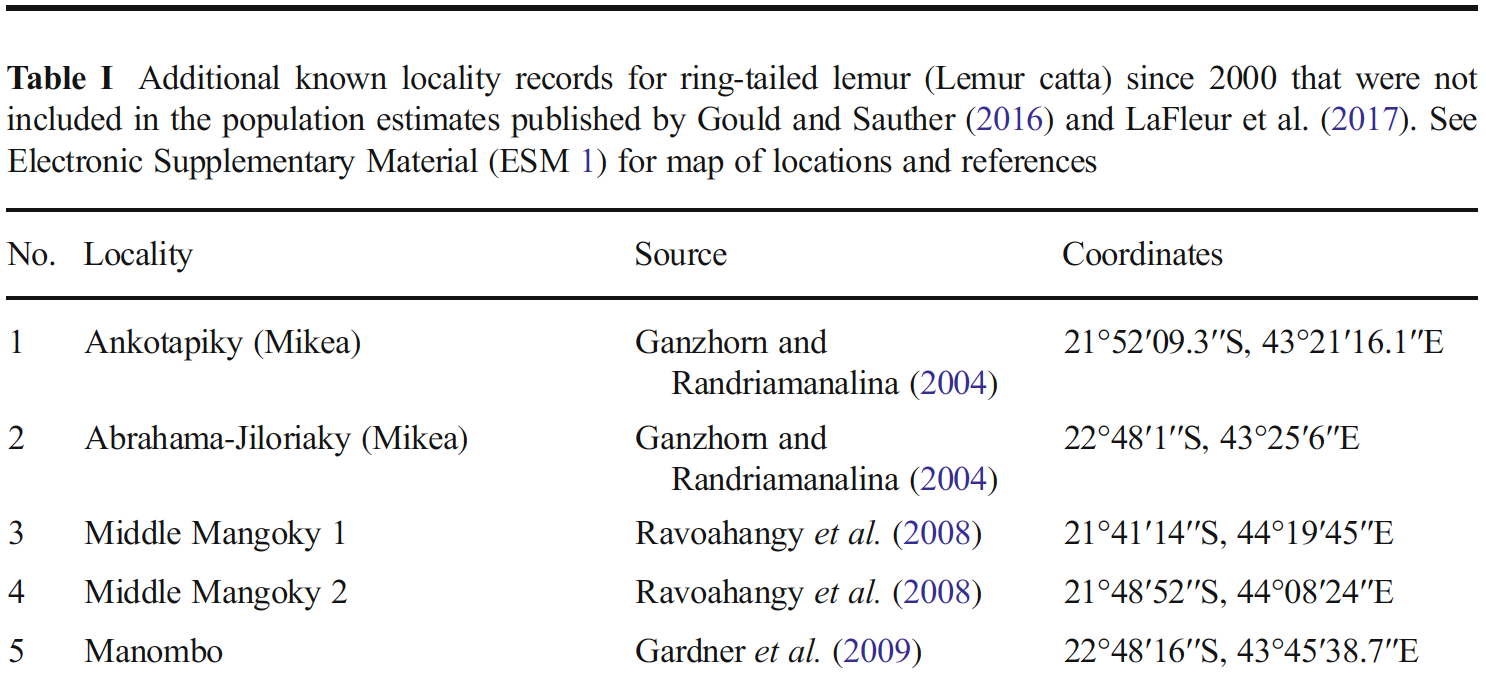 Table I Additional known locality records for ring-tailed lemur (Lemur catta) since 2000 that were not
included in the population estimates published by Gould and Sauther (2016) and LaFleur et al. (2017). See
Electronic Supplementary Material (ESM 1) for map of locations and references
No. Locality Source Coordinates
1 Ankotapiky (Mikea) Ganzhorn and 21°52′09.3′′S, 43°21′16.1′′E
Randriamanalina (2004)
2 Abrahama-Jiloriaky (Mikea) Ganzhorn and 22°48′1′′S, 43°25′6′′E
Randriamanalina (2004)
3 Middle Mangoky 1 Ravoahangy et al. (2008) 21°41′14′′S, 44°19′45′′E
4 Middle Mangoky 2 Ravoahangy et al. (2008) 21°48′52′′S, 44°08′24′′E
5 Manombo Gardner et al. (2009) 22°48′16′′S, 43°45′38.7′′E